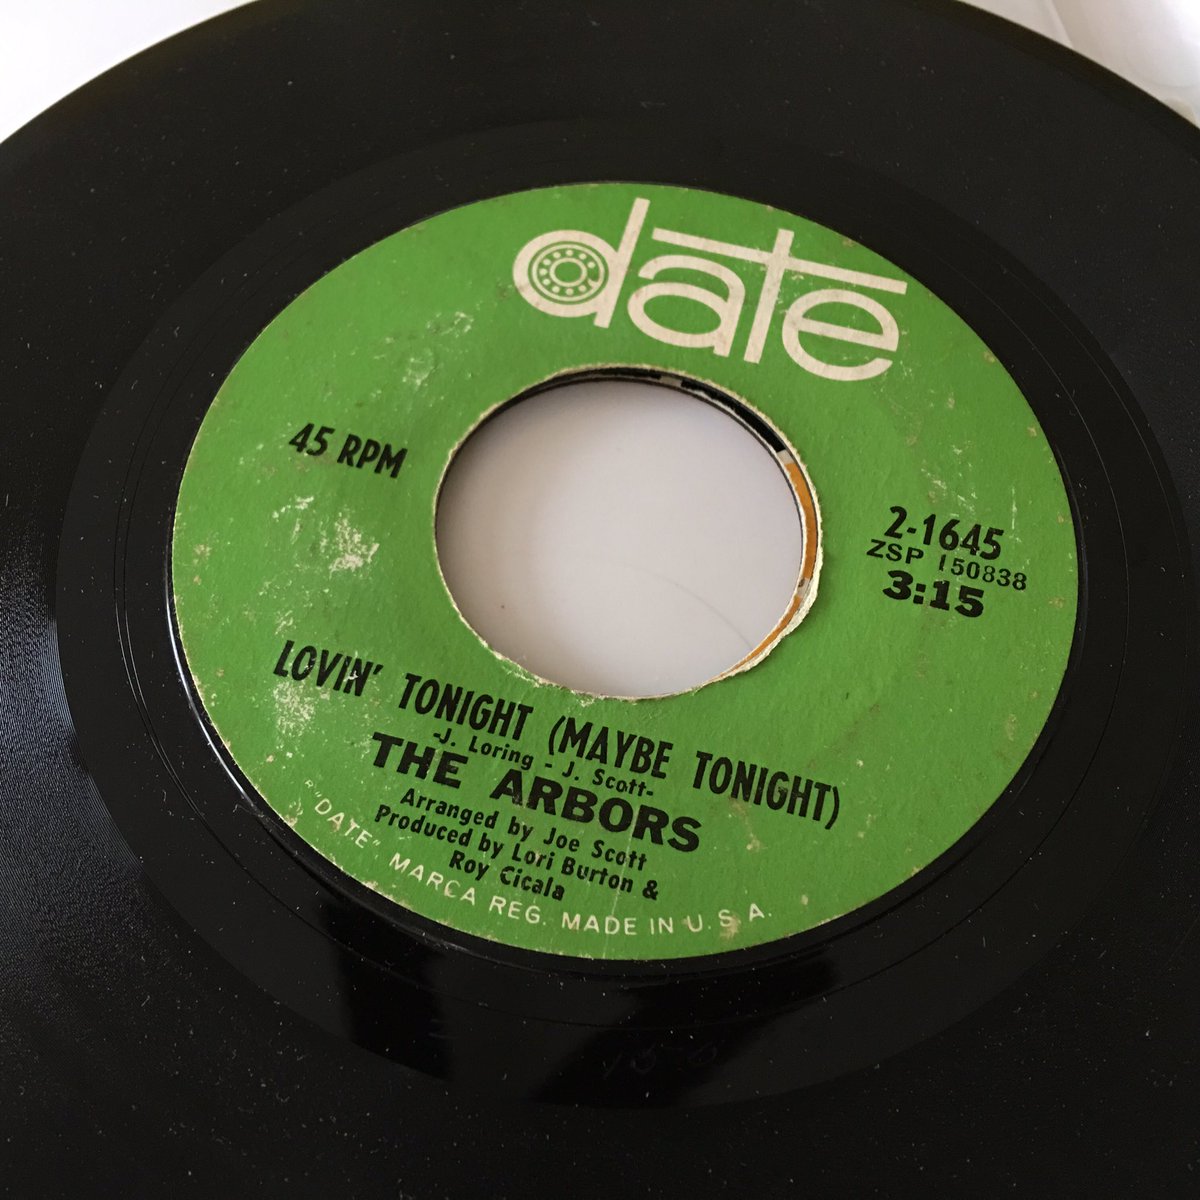 date
45 RPM
2-1645
ZSP 150838
3:15
LOVIN' TONIGHT (MAYBE TONIGHT)
-J. Loring - J. Scott-
THE ARBORS
Arranged by Joe Scott
Produced by Lori Burton &
Roy Cicala
"DATE" MARCA REG. MADE IN U.S.A.